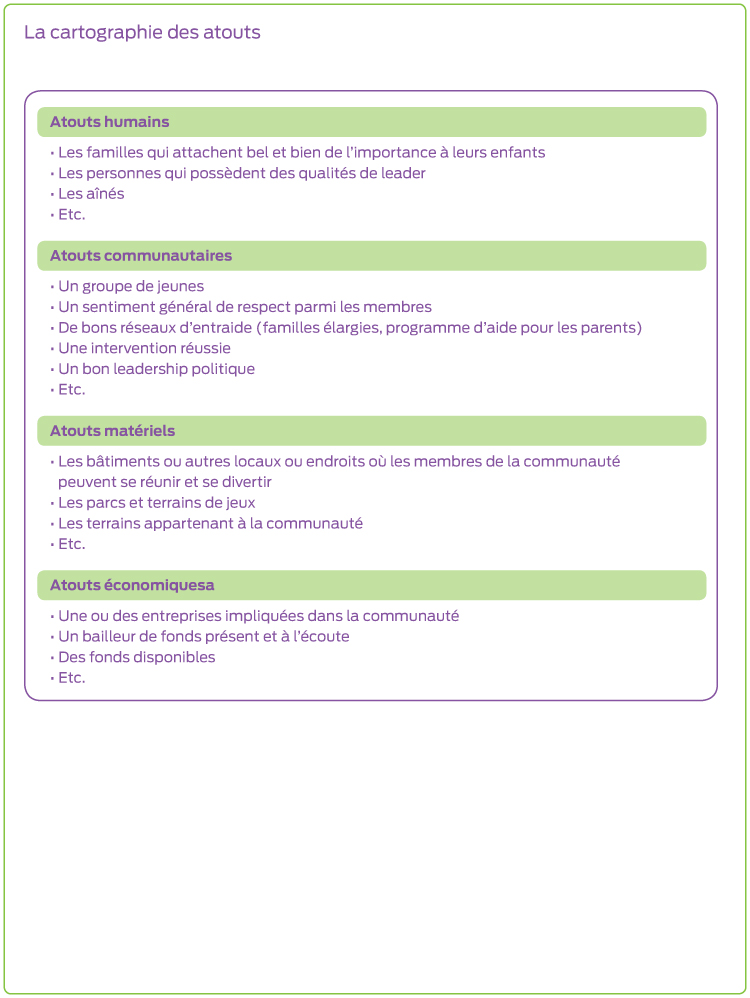 La cartographie des atouts
Atouts humains
· Les familles qui attachent bel et bien de l’importance à leurs enfants
· Les personnes qui possèdent des qualités de leader
· Les aînés
· Etc.
Atouts communautaires
· Un groupe de jeunes
· Un sentiment général de respect parmi les membres
· De bons réseaux d’entraide (familles élargies, programme d’aide pour les parents)
· Une intervention réussie
· Un bon leadership politique
· Etc.
Atouts matériels
· Les bâtiments ou autres locaux ou endroits où les membres de la communauté
peuvent se réunir et se divertir
· Les parcs et terrains de jeux
· Les terrains appartenant à la communauté
· Etc.
Atouts économiquesa
· Une ou des entreprises impliquées dans la communauté
· Un bailleur de fonds présent et à l’écoute
· Des fonds disponibles
· Etc.